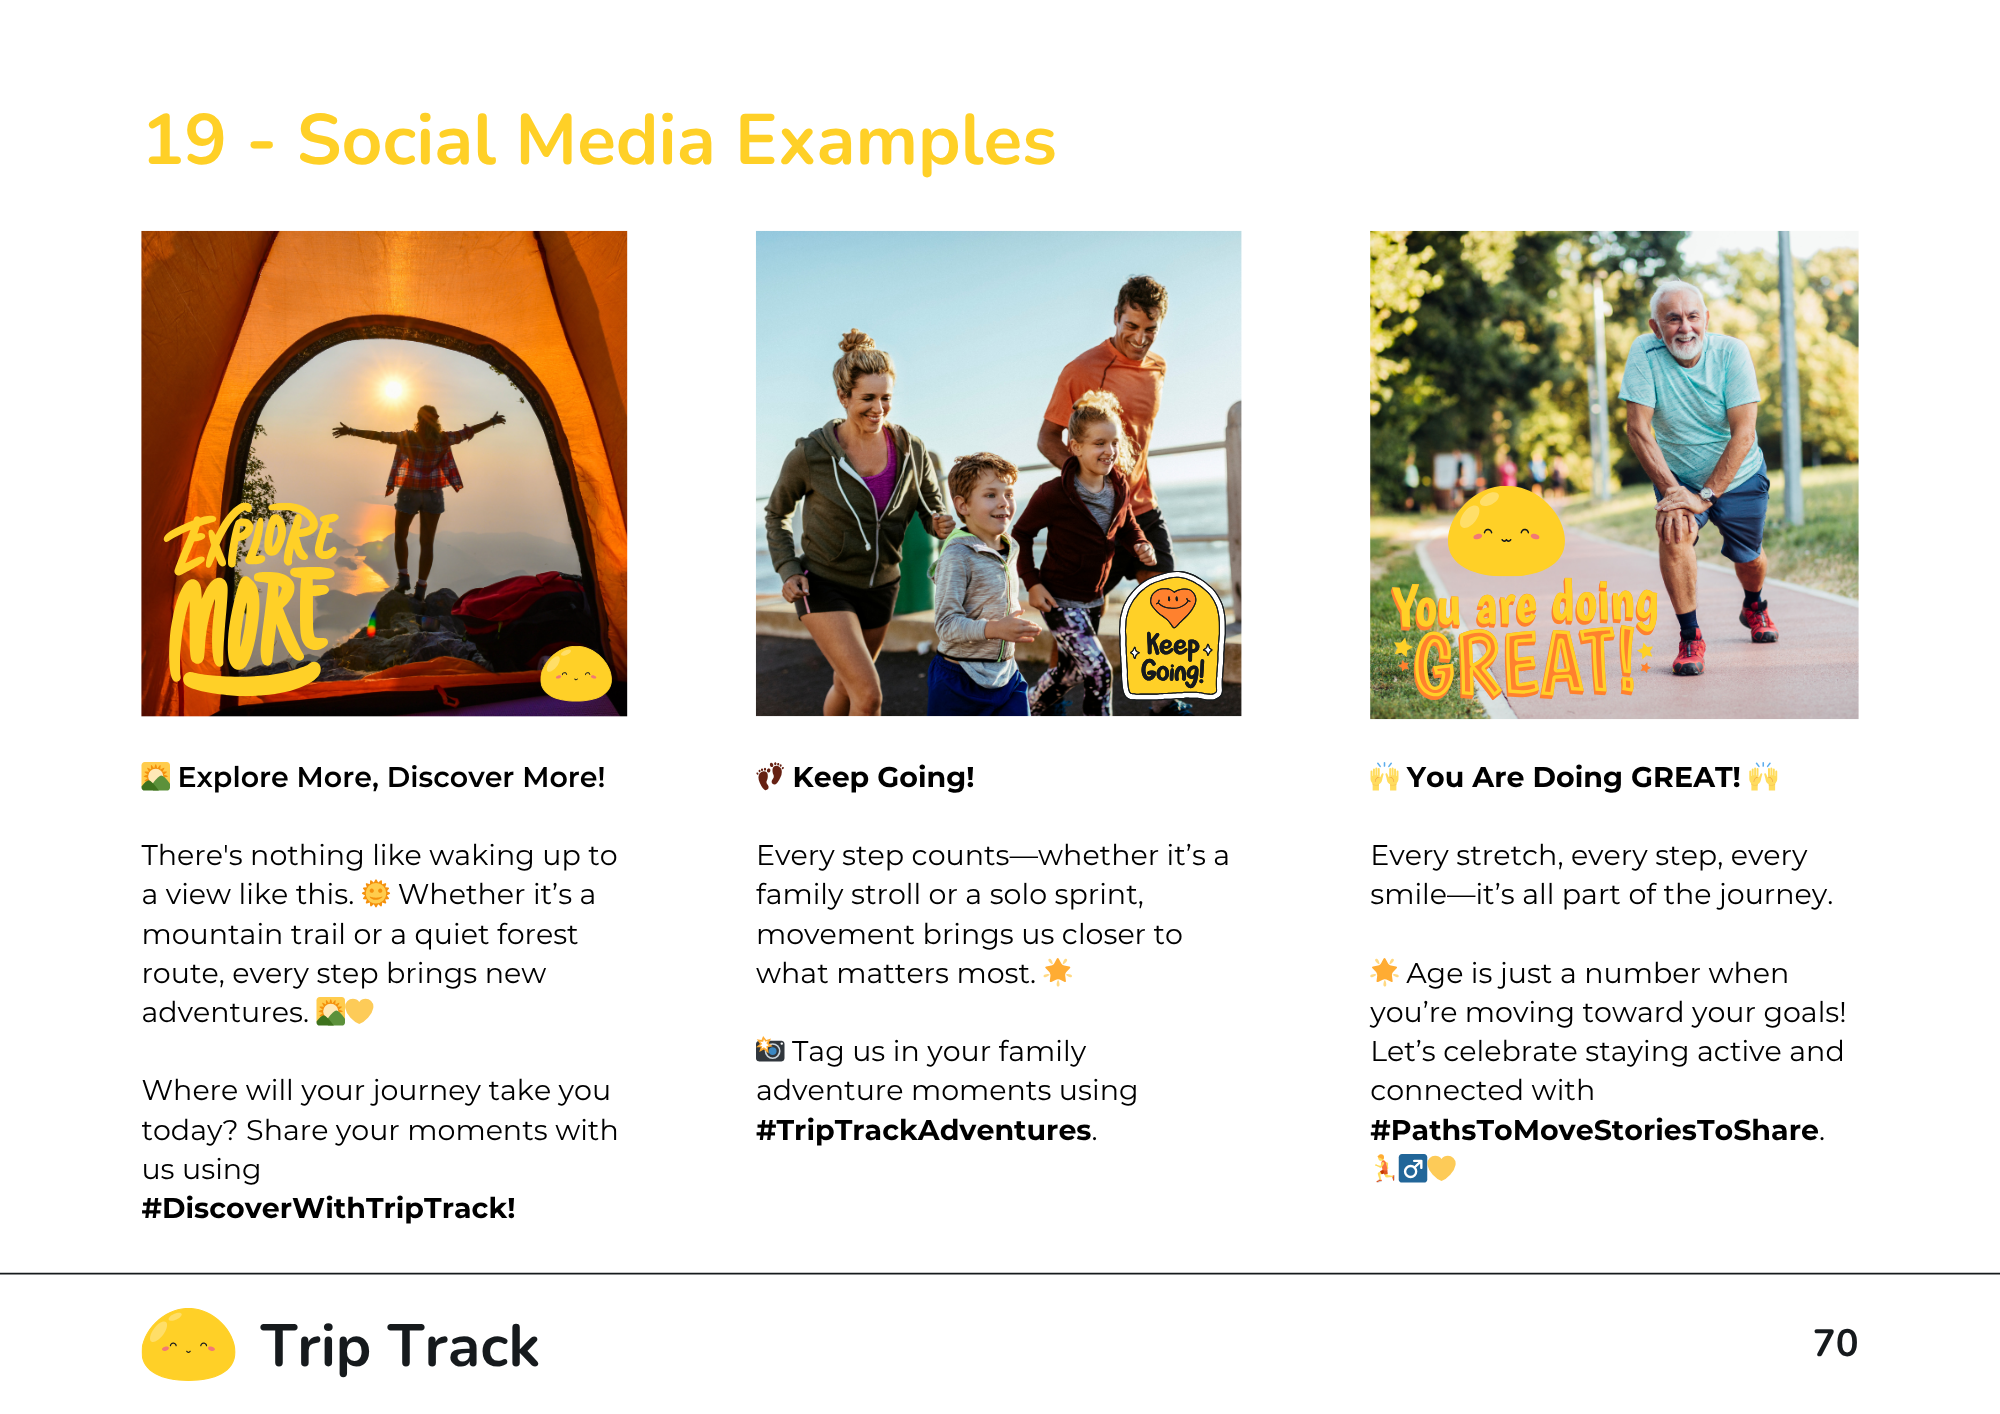 19 - Social Media Examples
EXPLORE
MORE
Keep
Going!
You are doing
GREAT!
🌄 Explore More, Discover More!
There's nothing like waking up to
a view like this. 🌞 Whether it’s a
mountain trail or a quiet forest
route, every step brings new
adventures. 🌄💛
Where will your journey take you
today? Share your moments with
us using
#DiscoverWithTripTrack!
👣 Keep Going!
Every step counts—whether it’s a
family stroll or a solo sprint,
movement brings us closer to
what matters most. 🌟
📸 Tag us in your family
adventure moments using
#TripTrackAdventures.
🙌 You Are Doing GREAT! 🙌
Every stretch, every step, every
smile—it’s all part of the journey.
🌟 Age is just a number when
you’re moving toward your goals!
Let’s celebrate staying active and
connected with
#PathsToMoveStoriesToShare.
🏃♂️💛
Trip Track
70